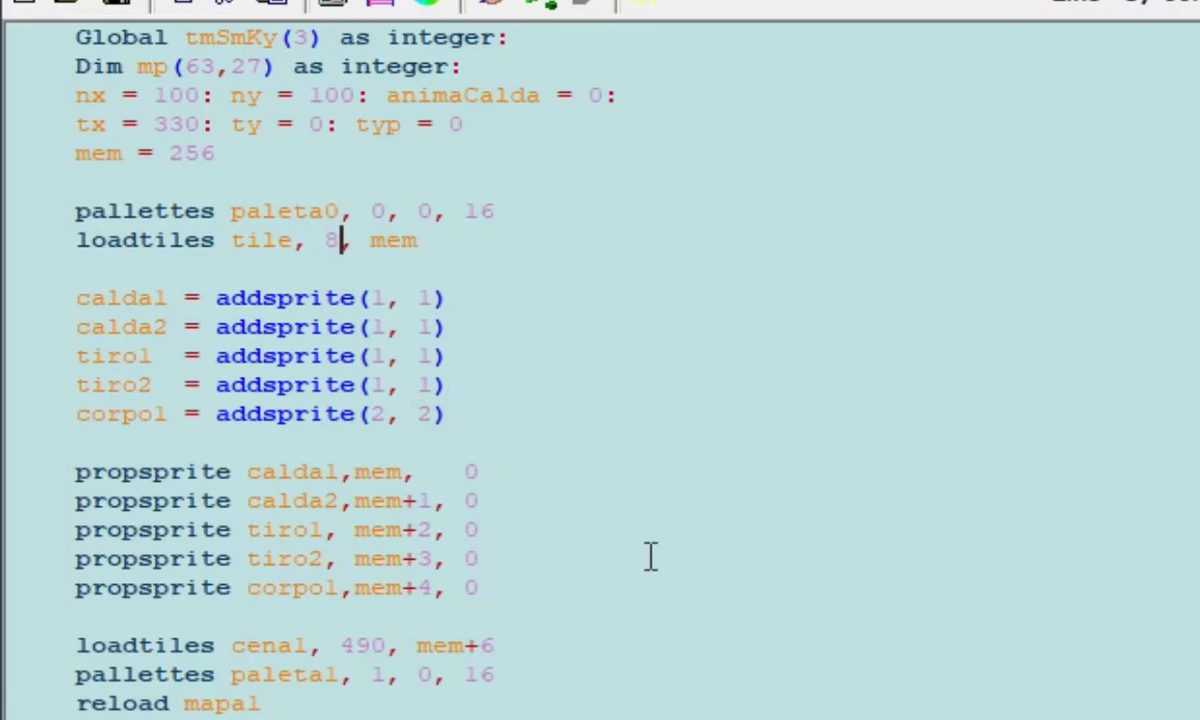 Global tmSmKy(3) as integer:
Dim mp(63,27) as integer:
nx = 100: ny = 100: animaCalda = 0:
tx = 330: ty = 0: typ = 0
mem = 256
pallettes paleta0, 0, 0, 16
loadtiles tile, 8, mem
calda1 = addsprite(1, 1)
calda2 = addsprite(1, 1)
tiro1  = addsprite(1, 1)
tiro2  = addsprite(1, 1)
corpo1 = addsprite(2, 2)
propsprite calda1,mem,   0
propsprite calda2,mem+1, 0
propsprite tiro1, mem+2, 0
propsprite tiro2, mem+3, 0
propsprite corpo1,mem+4, 0
loadtiles cena1, 490, mem+6
pallettes paleta1, 1, 0, 16
reload mapa1